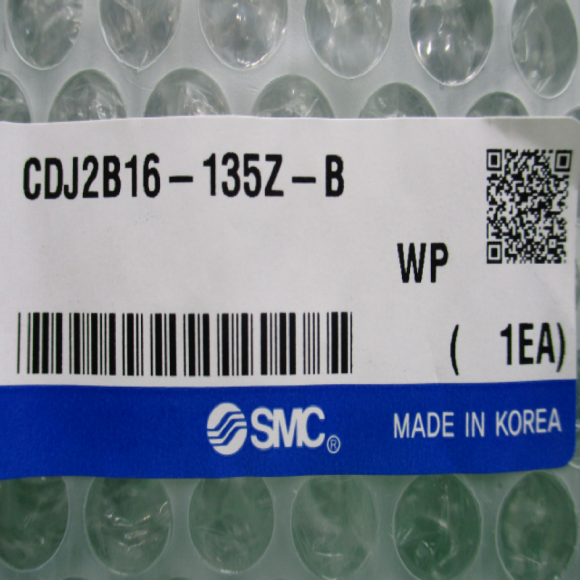 CDJ2B16-135Z-B
WP
( 1EA)
SMC®
MADE IN KOREA